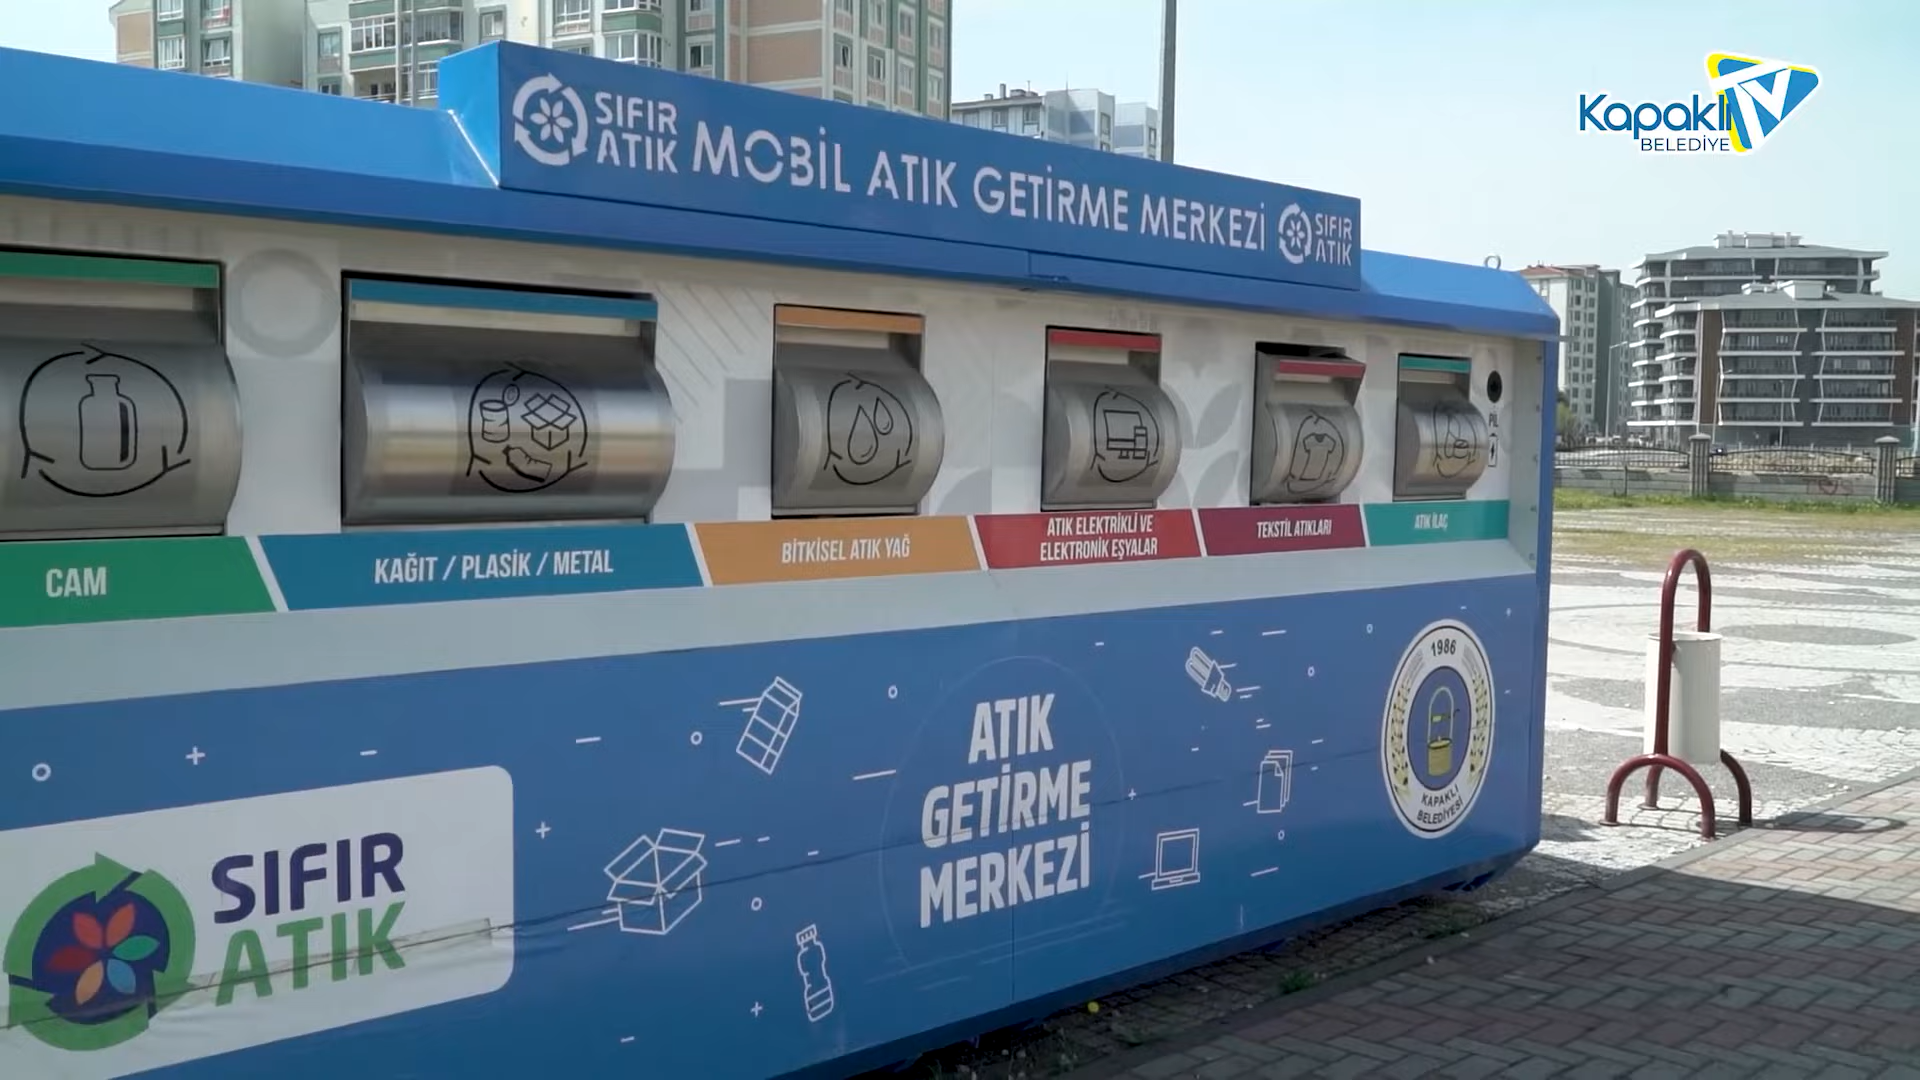 Kapaklı TV
BELEDİYE
SIFIR
ATIK
MOBİL ATIK GETİRME MERKEZİ
SIFIR
ATIK
PİL
CAM
KAĞIT / PLASİK / METAL
BİTKİSEL ATIK YAĞ
ATIK ELEKTRİKLİ VE
ELEKTRONİK EŞYALAR
TEKSTİL ATIKLARI
ATIK İLAÇ
SIFIR
ATIK
ATIK
GETİRME
MERKEZİ
1986
KAPAKLI
BELEDİYESİ